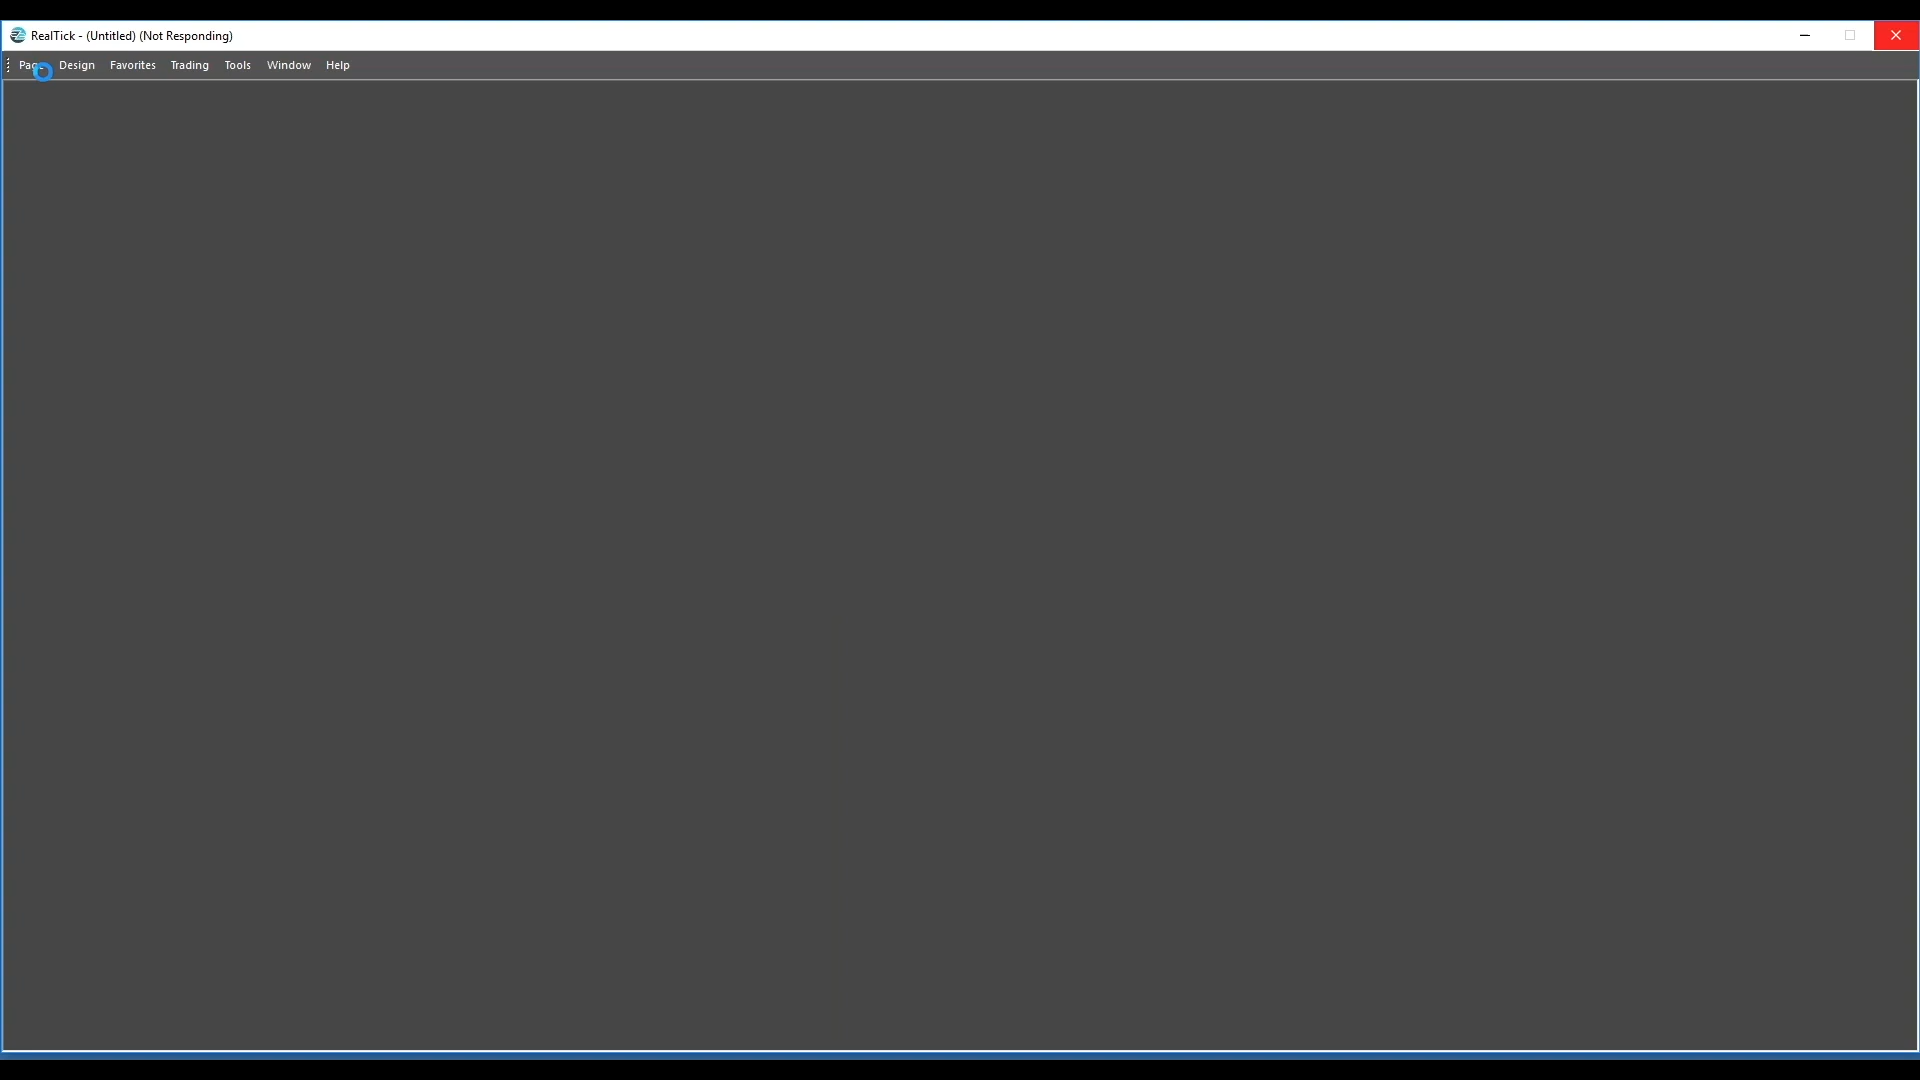 RealTick - (Untitled) (Not Responding)
Design Favorites Trading Tools Window Help